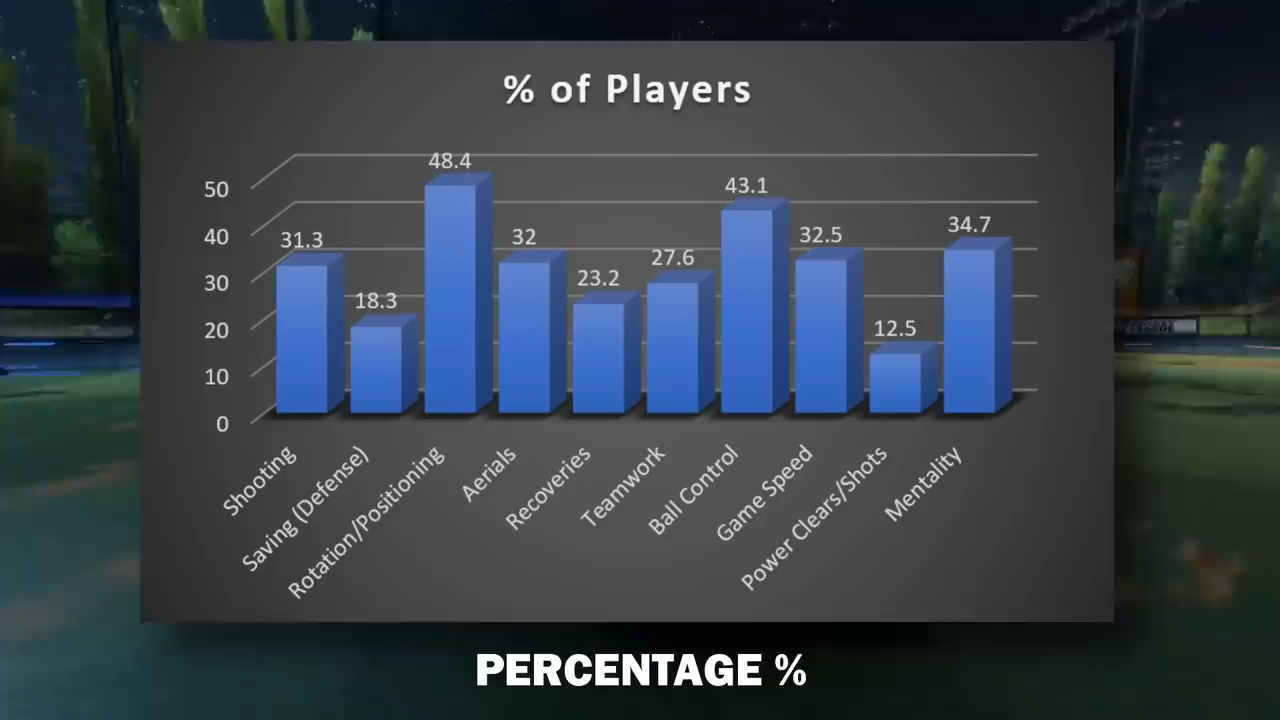 % of Players
50
40
30
20
10
0
31.3
18.3
48.4
32
23.2
27.6
43.1
32.5
12.5
34.7
Shooting
Saving (Defense)
Rotation/Positioning
Aerials
Recoveries
Teamwork
Ball Control
Game Speed
Power Clears/Shots
Mentality
PERCENTAGE %